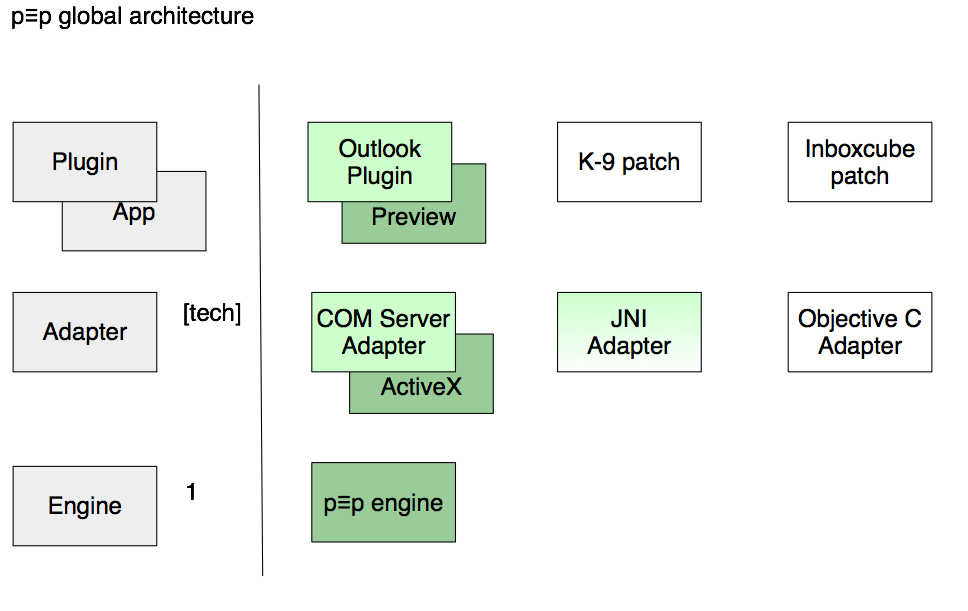 p≡p global architecture
Plugin
App
Outlook
Plugin
Preview
K-9 patch
Inboxcube
patch
Adapter
[tech]
COM Server
Adapter
ActiveX
JNI
Adapter
Objective C
Adapter
Engine
1
p≡p engine